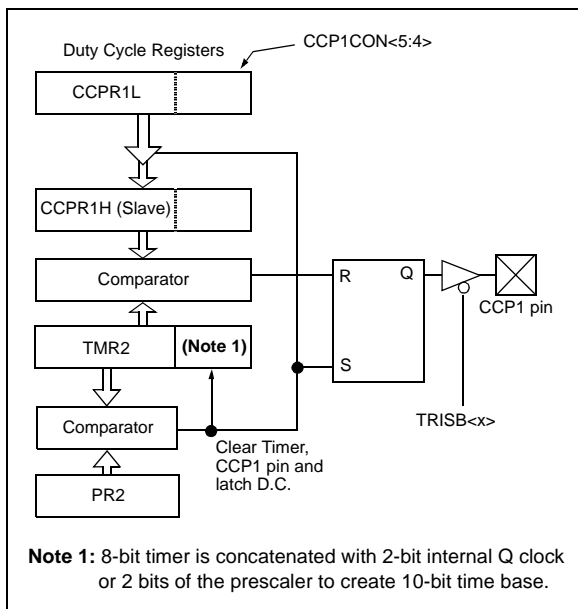 Duty Cycle Registers
CCP1CON<5:4>
CCPR1L
CCPR1H (Slave)
Comparator
R
Q
CCP1 pin
TMR2
(Note 1)
S
Comparator
TRISB<x>
Clear Timer,
CCP1 pin and
latch D.C.
PR2
Note 1: 8-bit timer is concatenated with 2-bit internal Q clock
or 2 bits of the prescaler to create 10-bit time base.